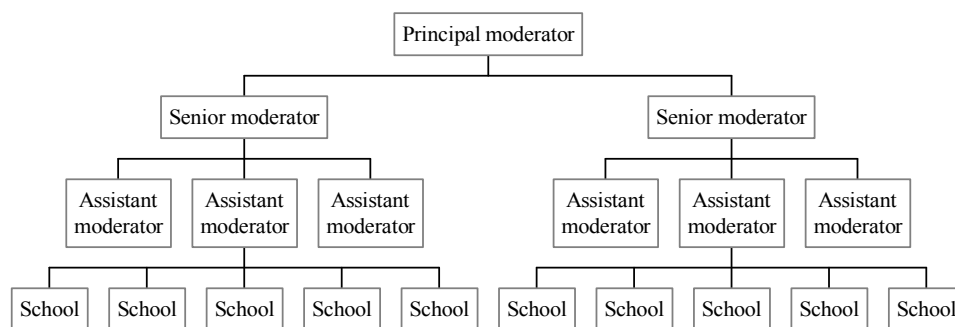 Principal moderator
Senior moderator
Senior moderator
Assistant
moderator
Assistant
moderator
Assistant
moderator
Assistant
moderator
Assistant
moderator
Assistant
moderator
School
School
School
School
School
School
School
School
School
School